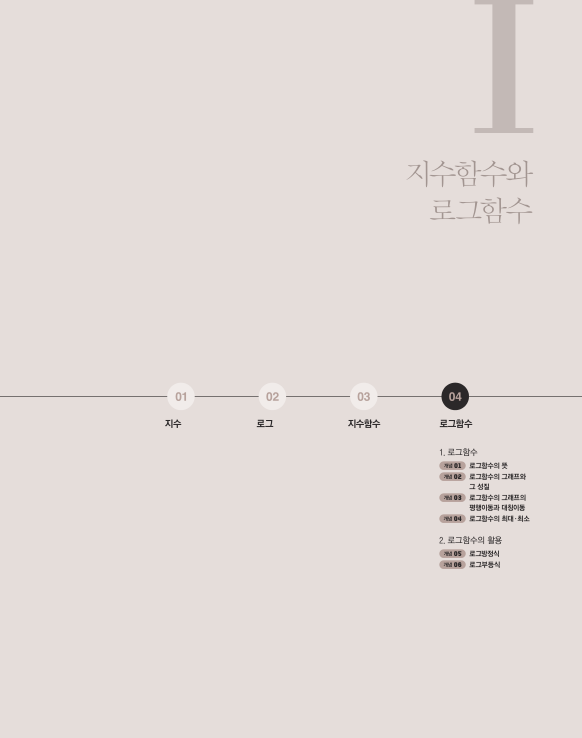 I
지수함수와
로그함수
01
02
03
04
지수
로그
지수함수
로그함수
1. 로그함수
개념 01 로그함수의 뜻
개념 02 로그함수의 그래프와
그 성질
개념 03 로그함수의 그래프의
평행이동과 대칭이동
개념 04 로그함수의 최대·최소
2. 로그함수의 활용
개념 05 로그방정식
개념 06 로그부등식